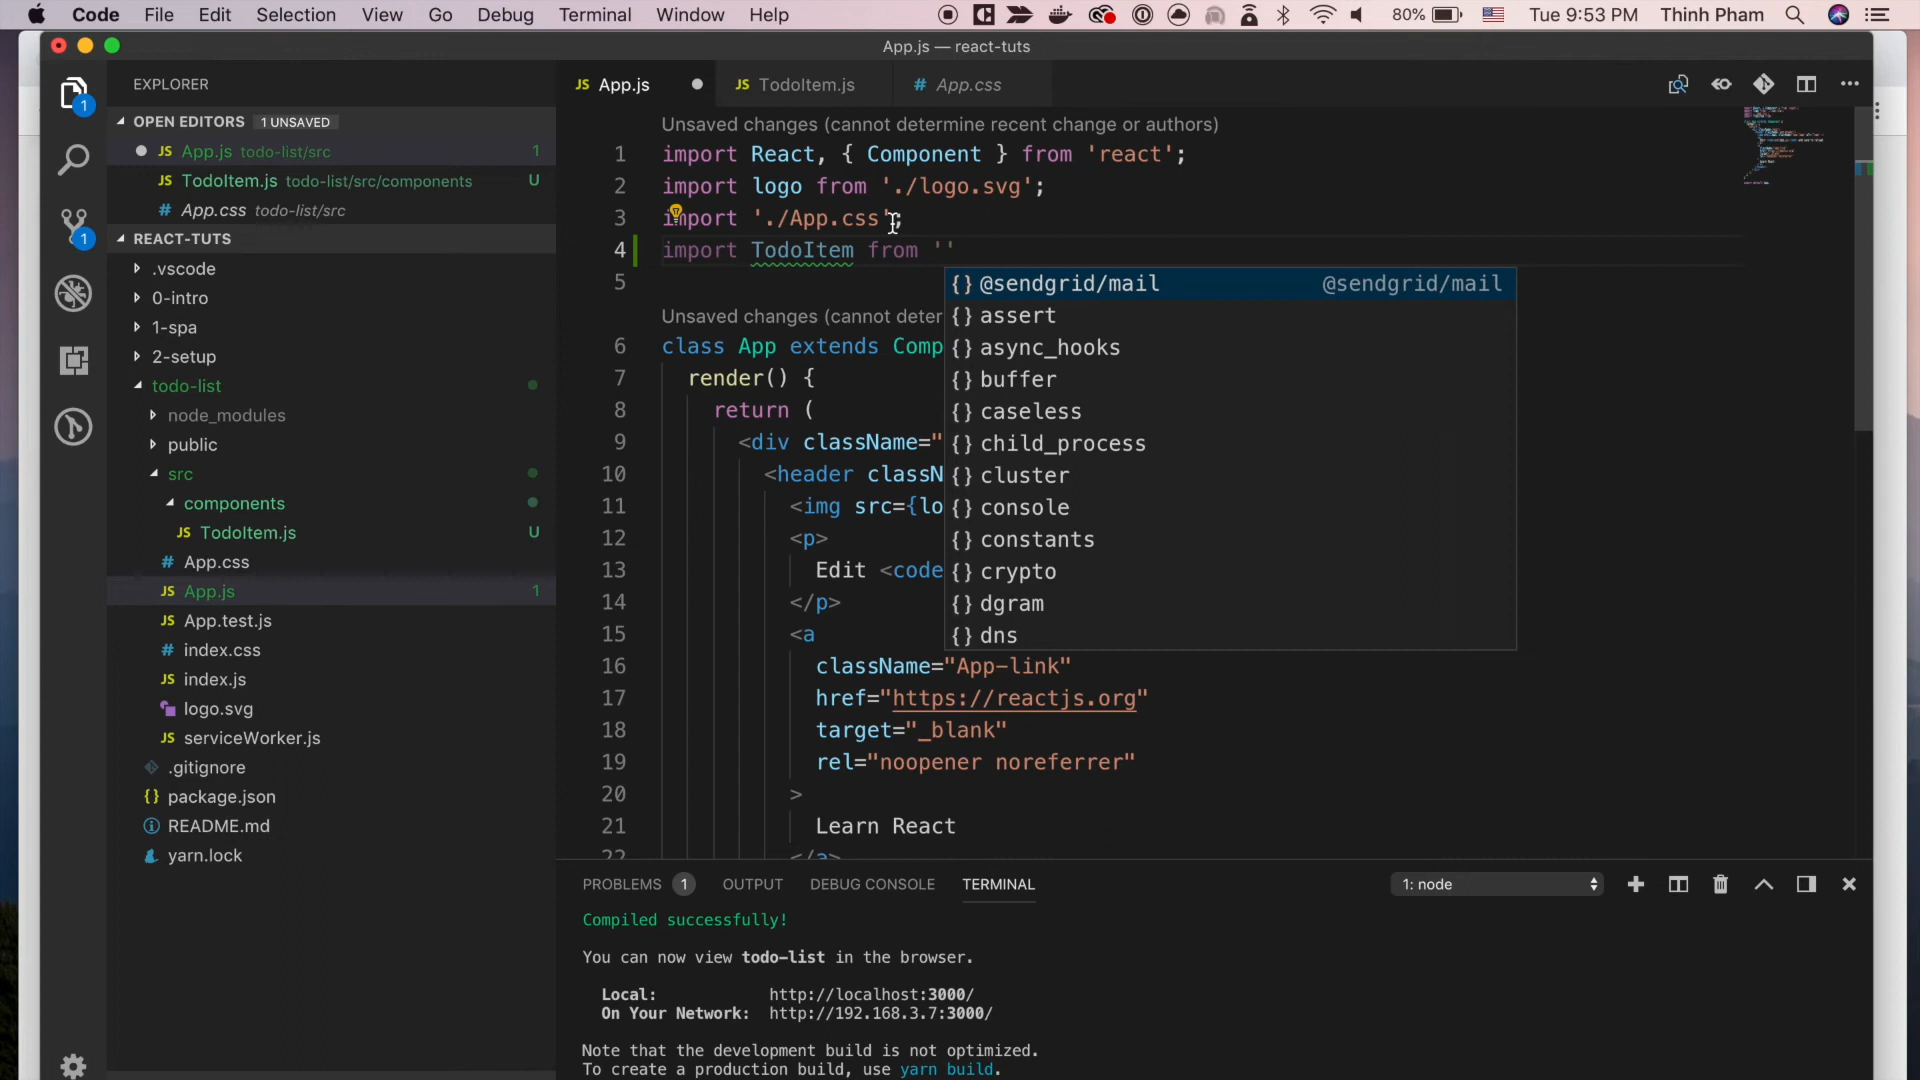 Code File Edit Selection View Go Debug Terminal Window Help 80% Tue 9:53 PM Thinh Pham
App.js — react-tuts
EXPLORER
OPEN EDITORS 1 UNSAVED
JS App.js todo-list/src 1
JS TodoItem.js todo-list/src/components U
# App.css todo-list/src
REACT-TUTS
.vscode
0-intro
1-spa
2-setup
todo-list
node_modules
public
src
components
JS TodoItem.js U
# App.css
JS App.js 1
JS App.test.js
# index.css
JS index.js
logo.svg
JS serviceWorker.js
.gitignore
{} package.json
README.md
yarn.lock
1
1
JS App.js JS TodoItem.js # App.css
Unsaved changes (cannot determine recent change or authors)
1 import React, { Component } from 'react';
2 import logo from './logo.svg';
3 import './App.css';
4 import TodoItem from ''
5
Unsaved changes (cannot deter
6 class App extends Comp
7 render() {
8 return (
9 <div className="
10 <header classN
11 <img src={lo
12 <p>
13 Edit <code
14 </p>
15 <a
16 className="App-link"
17 href="https://reactjs.org"
18 target="_blank"
19 rel="noopener noreferrer"
20 >
21 Learn React
22 </a>
{} @sendgrid/mail @sendgrid/mail
{} assert
{} async_hooks
{} buffer
{} caseless
{} child_process
{} cluster
{} console
{} constants
{} crypto
{} dgram
{} dns
PROBLEMS 1 OUTPUT DEBUG CONSOLE TERMINAL 1: node
Compiled successfully!
You can now view todo-list in the browser.
Local: http://localhost:3000/
On Your Network: http://192.168.3.7:3000/
Note that the development build is not optimized.
To create a production build, use yarn build.